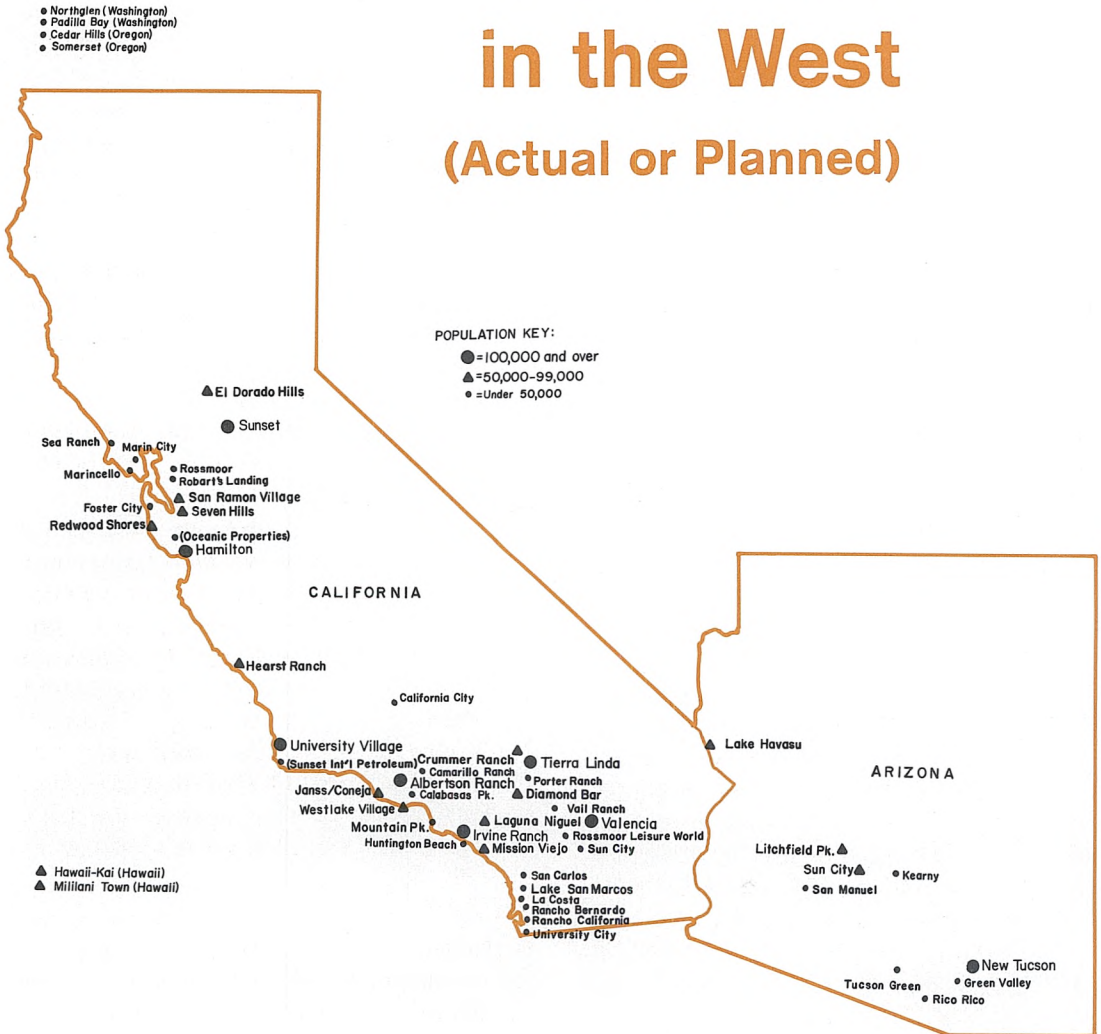 Northglen (Washington)
Padilla Bay (Washington)
Cedar Hills (Oregon)
Somerset (Oregon)
in the West
(Actual or Planned)
POPULATION KEY:
=100,000 and over
=50,000-99,000
=Under 50,000
El Dorado Hills
Sunset
Sea Ranch
Marin City
Marincello
Rossmoor
Robart's Landing
San Ramon Village
Foster City
Seven Hills
Redwood Shores
(Oceanic Properties)
Hamilton
CALIFORNIA
Hearst Ranch
California City
University Village
(Sunset Int'l Petroleum)
Crummer Ranch
Tierra Linda
Camarillo Ranch
Albertson Ranch
Porter Ranch
Janss/Coneja
Calabasas Pk.
Diamond Bar
Westlake Village
Vail Ranch
Mountain Pk.
Laguna Niguel
Valencia
Irvine Ranch
Rossmoor Leisure World
Huntington Beach
Mission Viejo
Sun City
San Carlos
Lake San Marcos
La Costa
Rancho Bernardo
Rancho California
University City
Lake Havasu
ARIZONA
Litchfield Pk.
Sun City
Kearny
San Manuel
New Tucson
Tucson Green
Green Valley
Rico Rico
Hawaii-Kai (Hawaii)
Mililani Town (Hawaii)